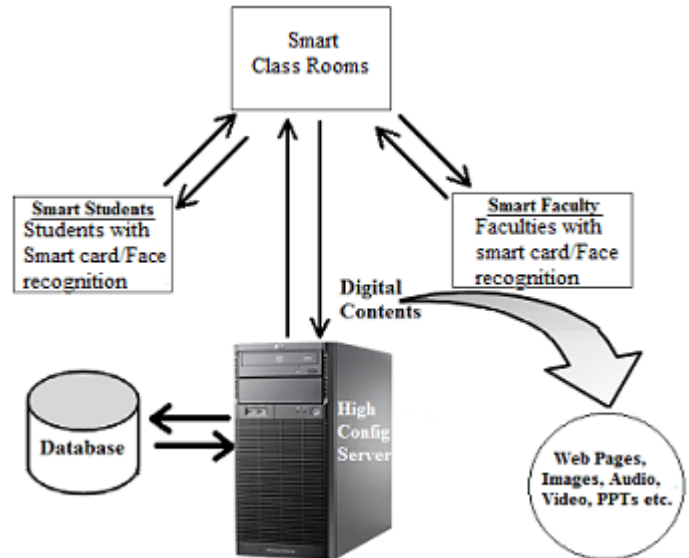 Smart
Class Rooms
Smart Students
Students with
Smart card/Face
recognition
Smart Faculty
Faculties with
smart card/Face
recognition
Digital
Contents
High
Config
Server
Database
Web Pages,
Images, Audio,
Video, PPTs etc.